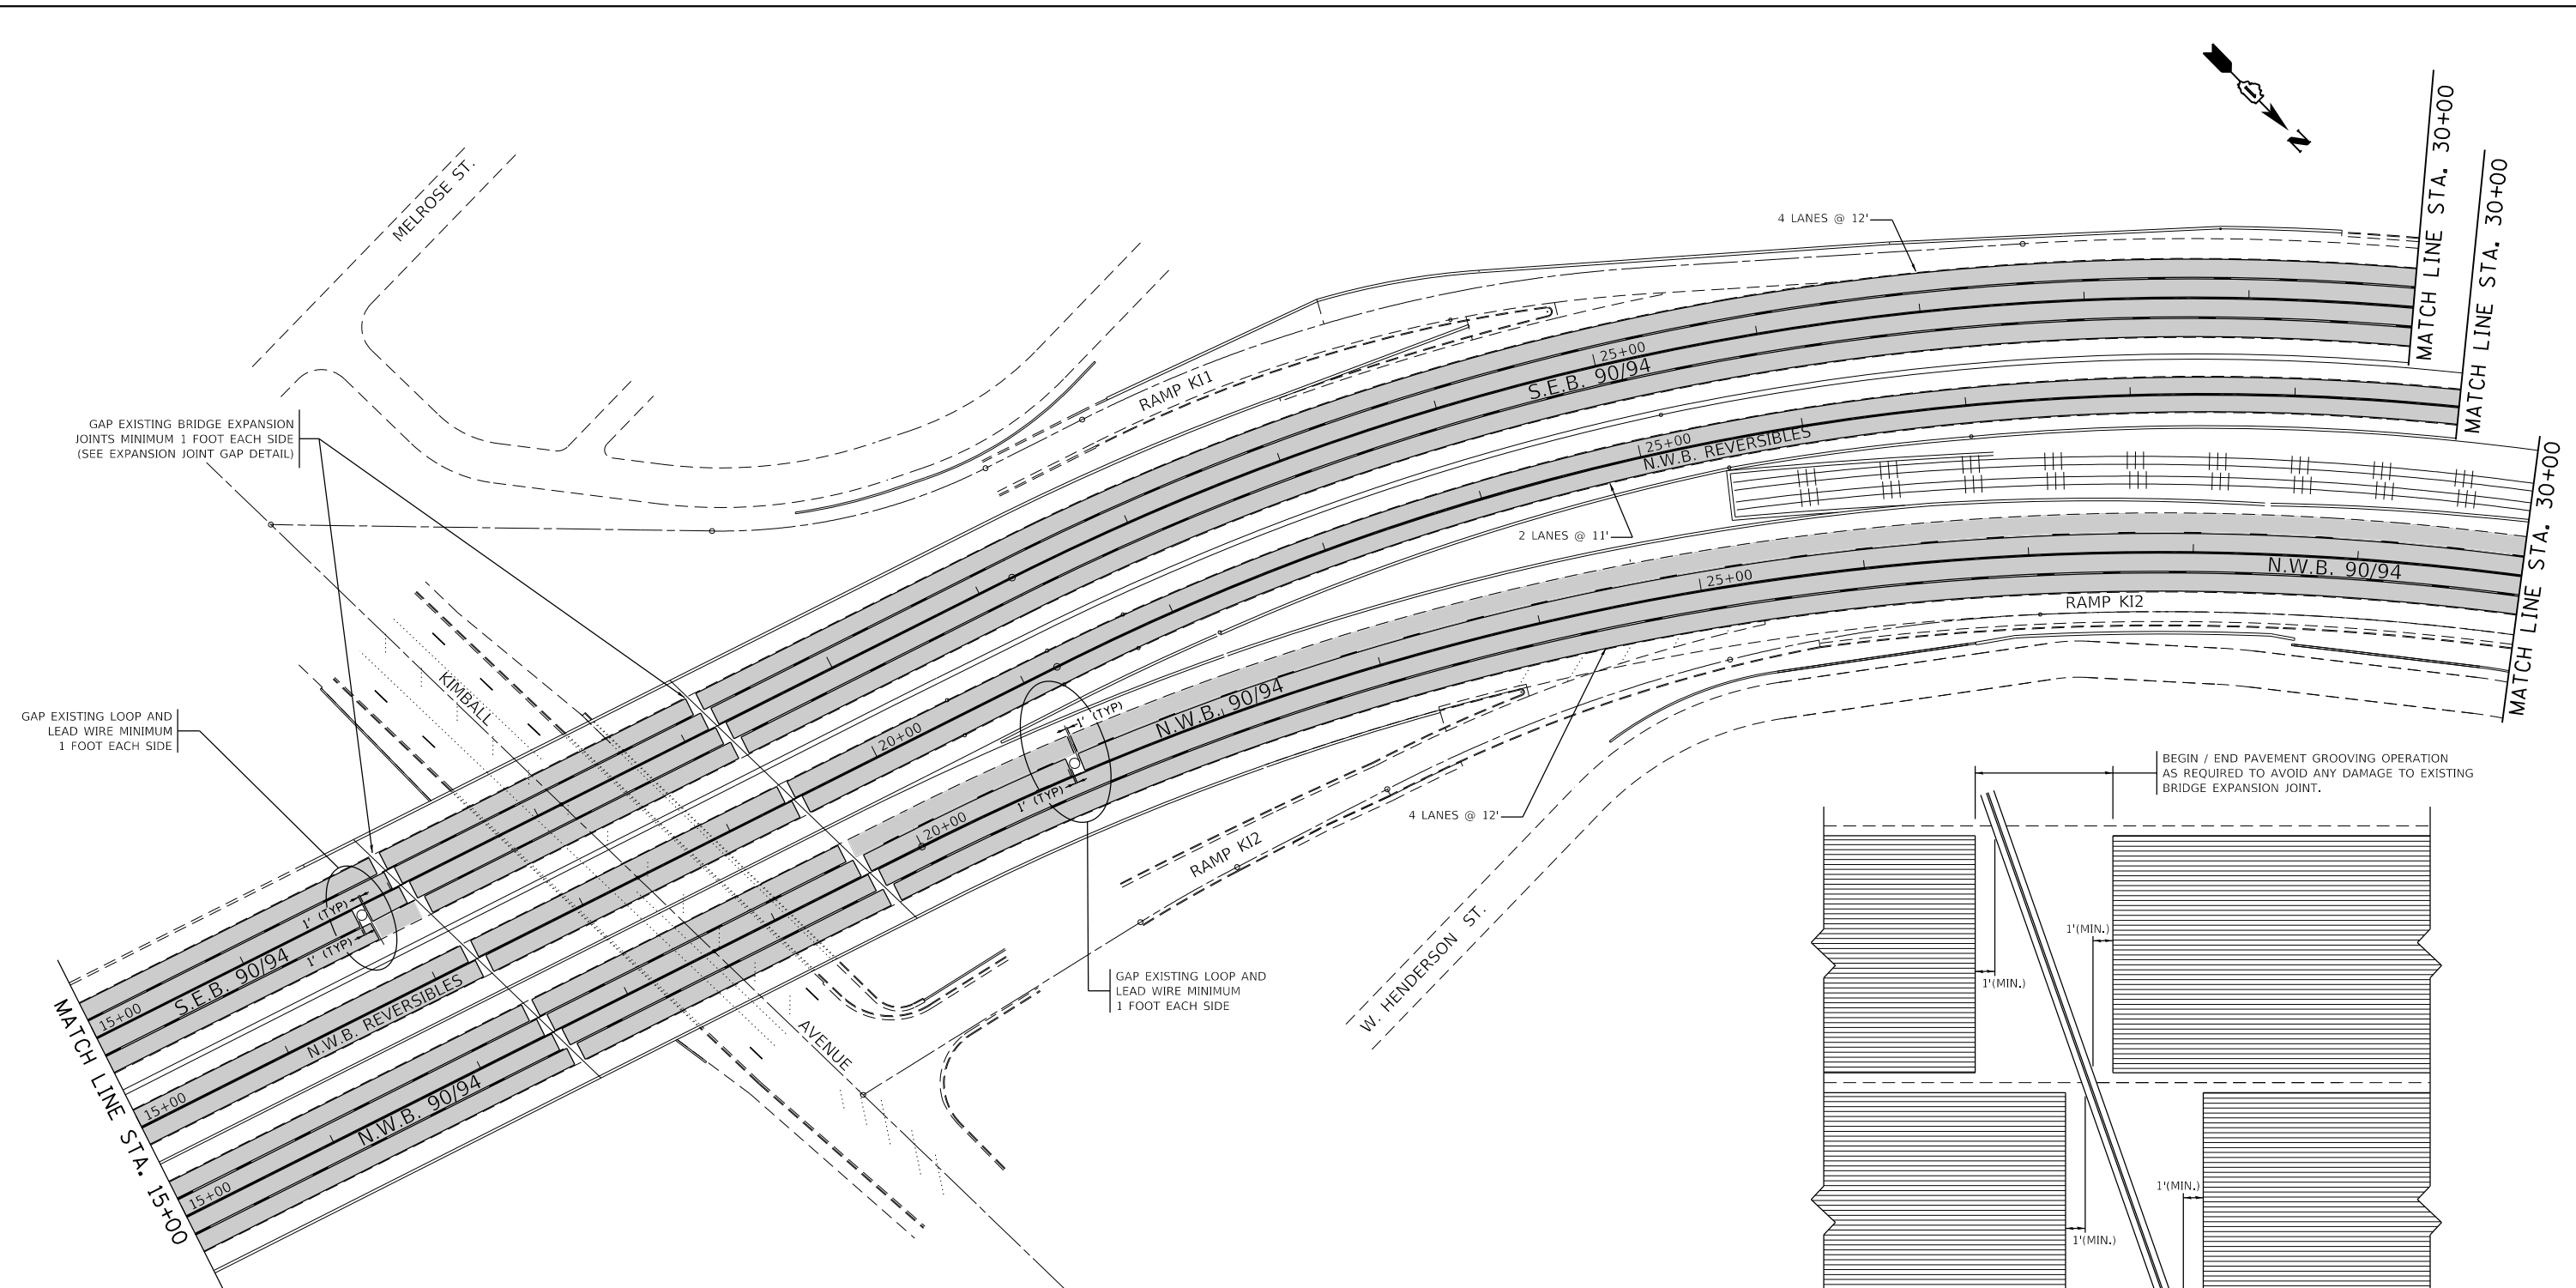 N
MATCH LINE STA. 30+00
MATCH LINE STA. 30+00
MATCH LINE STA. 30+00
MELROSE ST.
4 LANES @ 12'
RAMP KI1
25+00
S.E.B. 90/94
25+00
N.W.B. REVERSIBLES
2 LANES @ 11'
GAP EXISTING BRIDGE EXPANSION
JOINTS MINIMUM 1 FOOT EACH SIDE
(SEE EXPANSION JOINT GAP DETAIL)
25+00
N.W.B. 90/94
RAMP KI2
KIMBALL
GAP EXISTING LOOP AND
LEAD WIRE MINIMUM
1 FOOT EACH SIDE
1' (TYP)
1' (TYP)
N.W.B. 90/94
20+00
20+00
4 LANES @ 12'
RAMP KI2
BEGIN / END PAVEMENT GROOVING OPERATION
AS REQUIRED TO AVOID ANY DAMAGE TO EXISTING
BRIDGE EXPANSION JOINT.
1' (TYP)
1' (TYP)
S.E.B. 90/94
15+00
N.W.B. REVERSIBLES
15+00
N.W.B. 90/94
15+00
MATCH LINE STA. 15+00
AVENUE
GAP EXISTING LOOP AND
LEAD WIRE MINIMUM
1 FOOT EACH SIDE
W. HENDERSON ST.
1'(MIN.)
1'(MIN.)
1'(MIN.)
1'(MIN.)